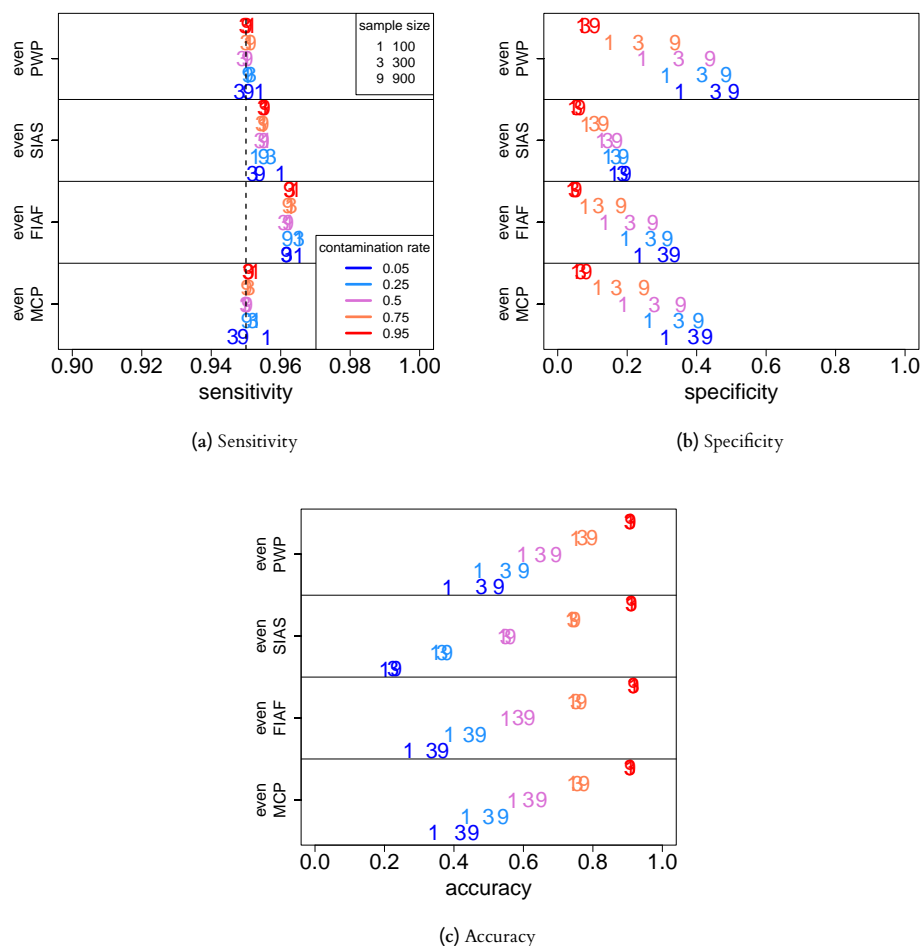 even
PWP
even
SIAS
even
FIAF
even
MCP
sample size
1 100
3 300
9 900
contamination rate
0.05
0.25
0.5
0.75
0.95
0.90 0.92 0.94 0.96 0.98 1.00
sensitivity
(a) Sensitivity
even
PWP
even
SIAS
even
FIAF
even
MCP
0.0 0.2 0.4 0.6 0.8 1.0
specificity
(b) Specificity
even
PWP
even
SIAS
even
FIAF
even
MCP
0.0 0.2 0.4 0.6 0.8 1.0
accuracy
(c) Accuracy